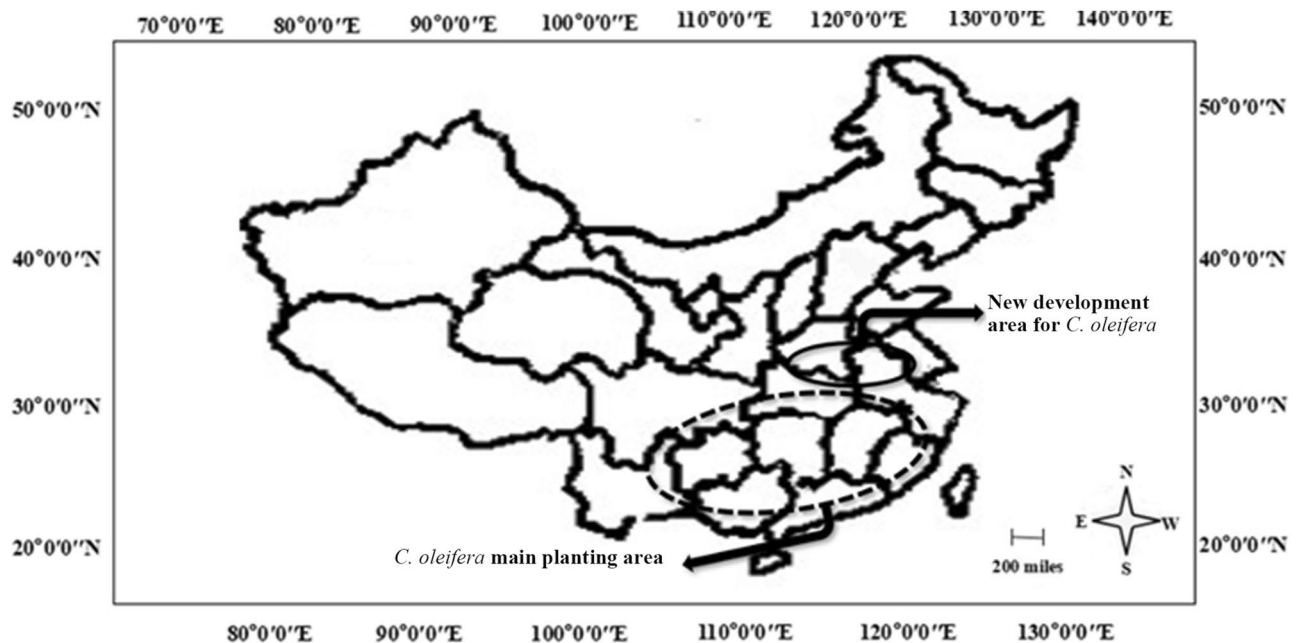 70°0′0″E 80°0′0″E 90°0′0″E 100°0′0″E 110°0′0″E 120°0′0″E 130°0′0″E 140°0′0″E
50°0′0″N 50°0′0″N
40°0′0″N 40°0′0″N
New development
area for C. oleifera
30°0′0″N 30°0′0″N
N
E W
S
20°0′0″N 20°0′0″N
C. oleifera main planting area
200 miles
80°0′0″E 90°0′0″E 100°0′0″E 110°0′0″E 120°0′0″E 130°0′0″E